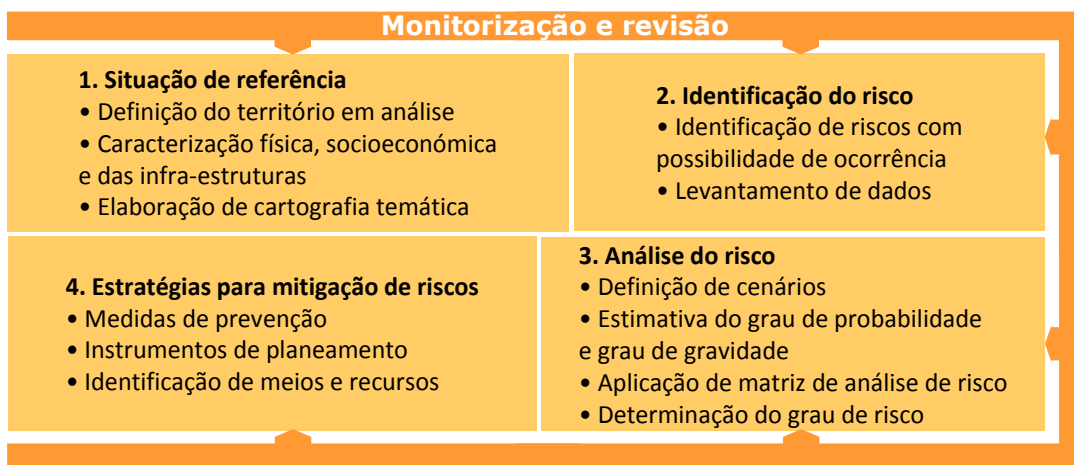 Monitorização e revisão
1. Situação de referência
• Definição do território em análise
• Caracterização física, socioeconómica
e das infra-estruturas
• Elaboração de cartografia temática
2. Identificação do risco
• Identificação de riscos com
possibilidade de ocorrência
• Levantamento de dados
3. Análise do risco
• Definição de cenários
• Estimativa do grau de probabilidade
e grau de gravidade
• Aplicação de matriz de análise de risco
• Determinação do grau de risco
4. Estratégias para mitigação de riscos
• Medidas de prevenção
• Instrumentos de planeamento
• Identificação de meios e recursos